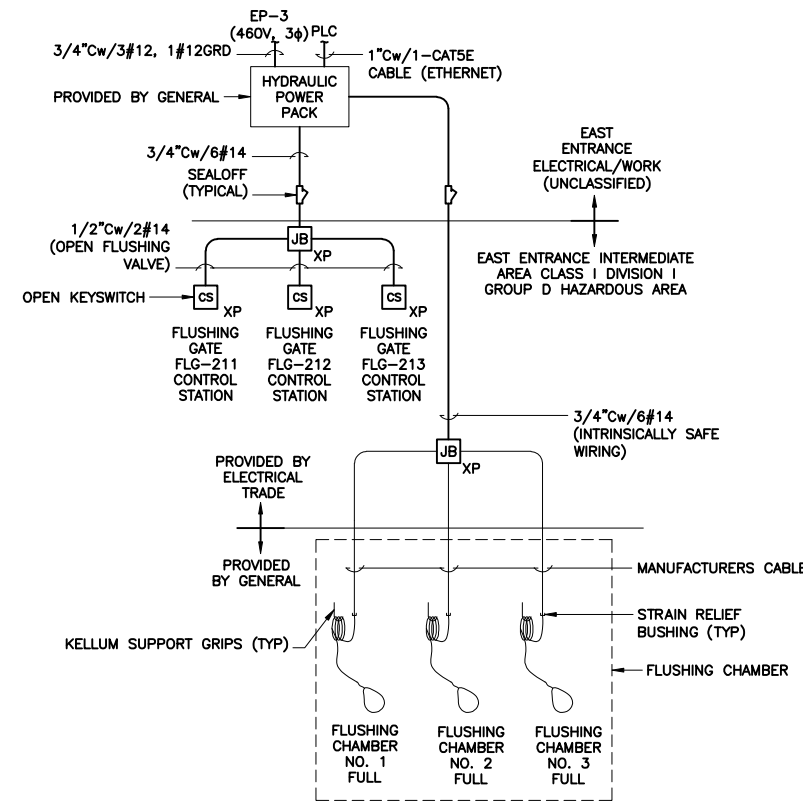 EP-3
(460V, 3ϕ) PLC
3/4"Cw/3#12, 1#12GRD
1"Cw/1-CAT5E
CABLE (ETHERNET)
HYDRAULIC
POWER
PACK
PROVIDED BY GENERAL
3/4"Cw/6#14
SEALOFF
(TYPICAL)
EAST
ENTRANCE
ELECTRICAL/WORK
(UNCLASSIFIED)
1/2"Cw/2#14
(OPEN FLUSHING
VALVE)
JB
XP
EAST ENTRANCE INTERMEDIATE
AREA CLASS I DIVISION I
GROUP D HAZARDOUS AREA
OPEN KEYSWITCH
CS
XP
CS
XP
CS
XP
FLUSHING
GATE
FLG-211
CONTROL
STATION
FLUSHING
GATE
FLG-212
CONTROL
STATION
FLUSHING
GATE
FLG-213
CONTROL
STATION
3/4"Cw/6#14
(INTRINSICALLY SAFE
WIRING)
JB
XP
PROVIDED BY
ELECTRICAL
TRADE
PROVIDED
BY GENERAL
MANUFACTURERS CABLE
STRAIN RELIEF
BUSHING (TYP)
KELLUM SUPPORT GRIPS (TYP)
FLUSHING CHAMBER
FLUSHING
CHAMBER
NO. 1
FULL
FLUSHING
CHAMBER
NO. 2
FULL
FLUSHING
CHAMBER
NO. 3
FULL